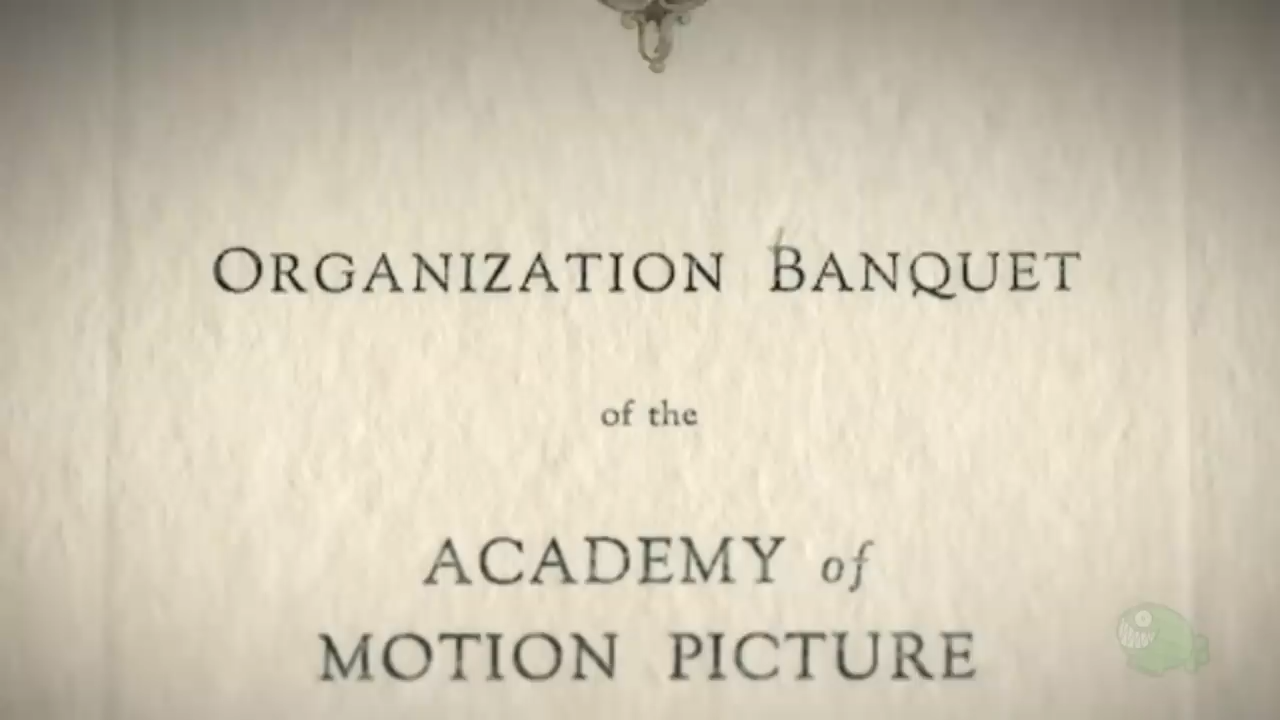 ORGANIZATION BANQUET
of the
ACADEMY of
MOTION PICTURE